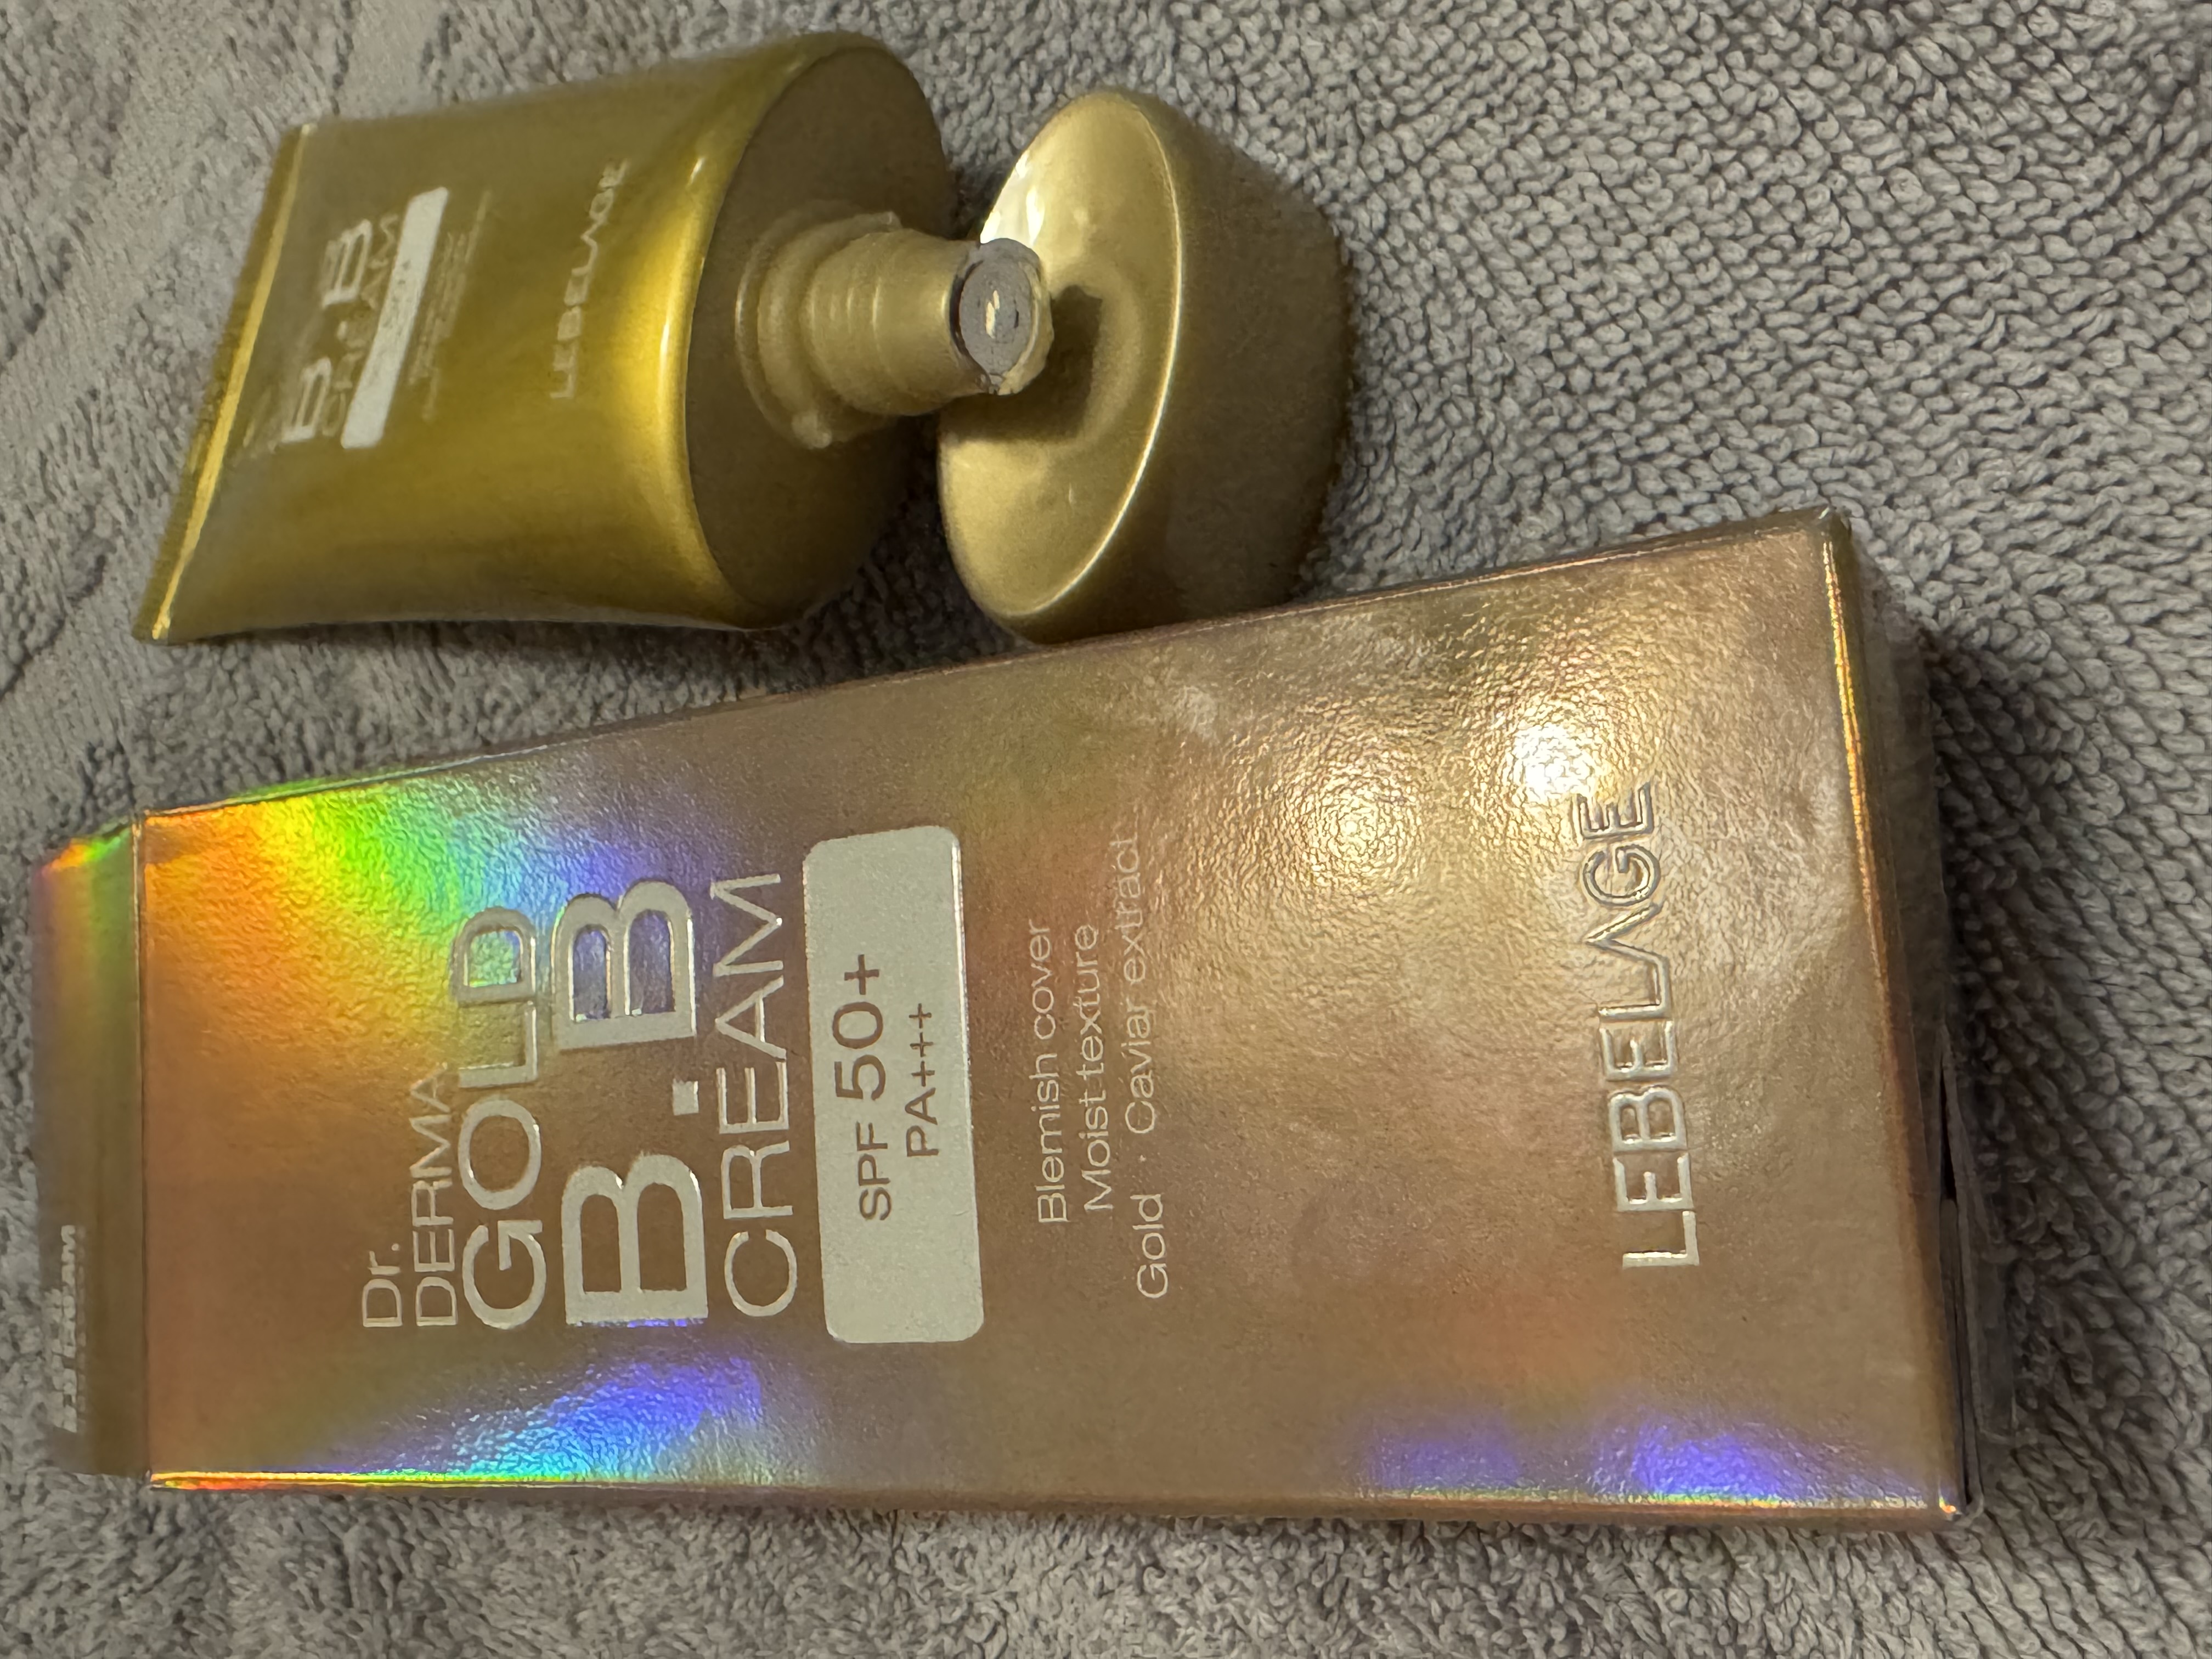 B.B
CREAM
LEBELAGE
Dr.
DERMA
GOLD
B.B
CREAM
SPF 50+
PA+++
Blemish cover
Moist texture
Gold · Caviar extract
LEBELAGE